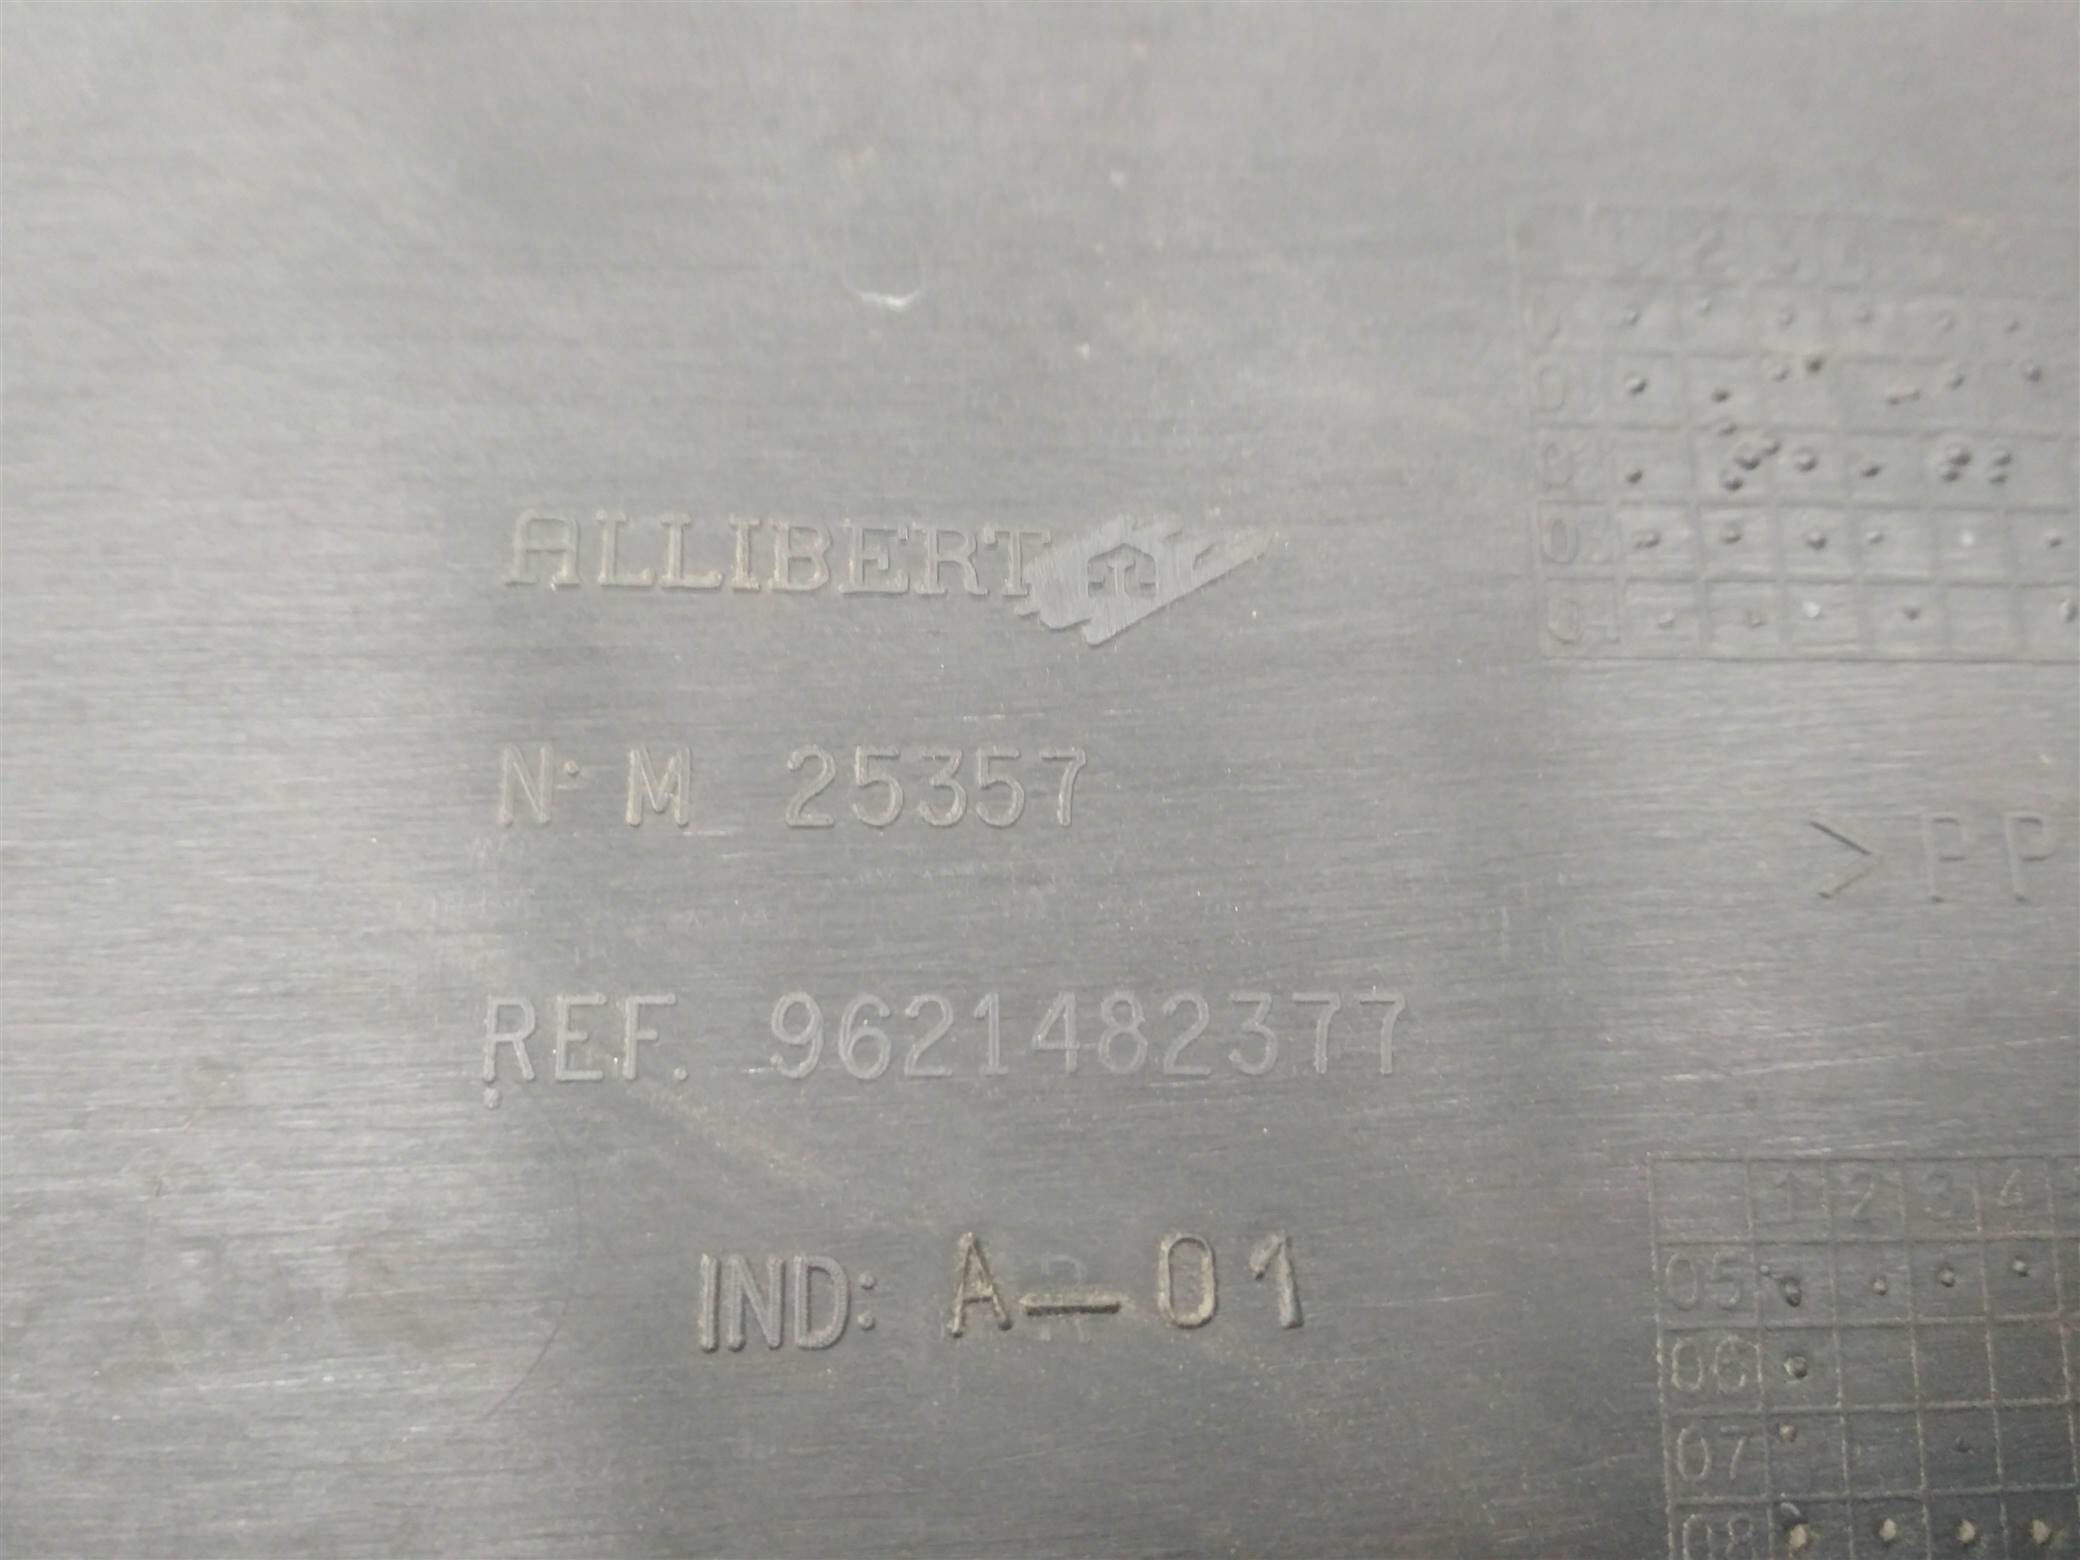 ALLIBERT
N· M 25357
>PP
REF. 9621482377
IND: A-01
1 2 3 4
05
06
07
08